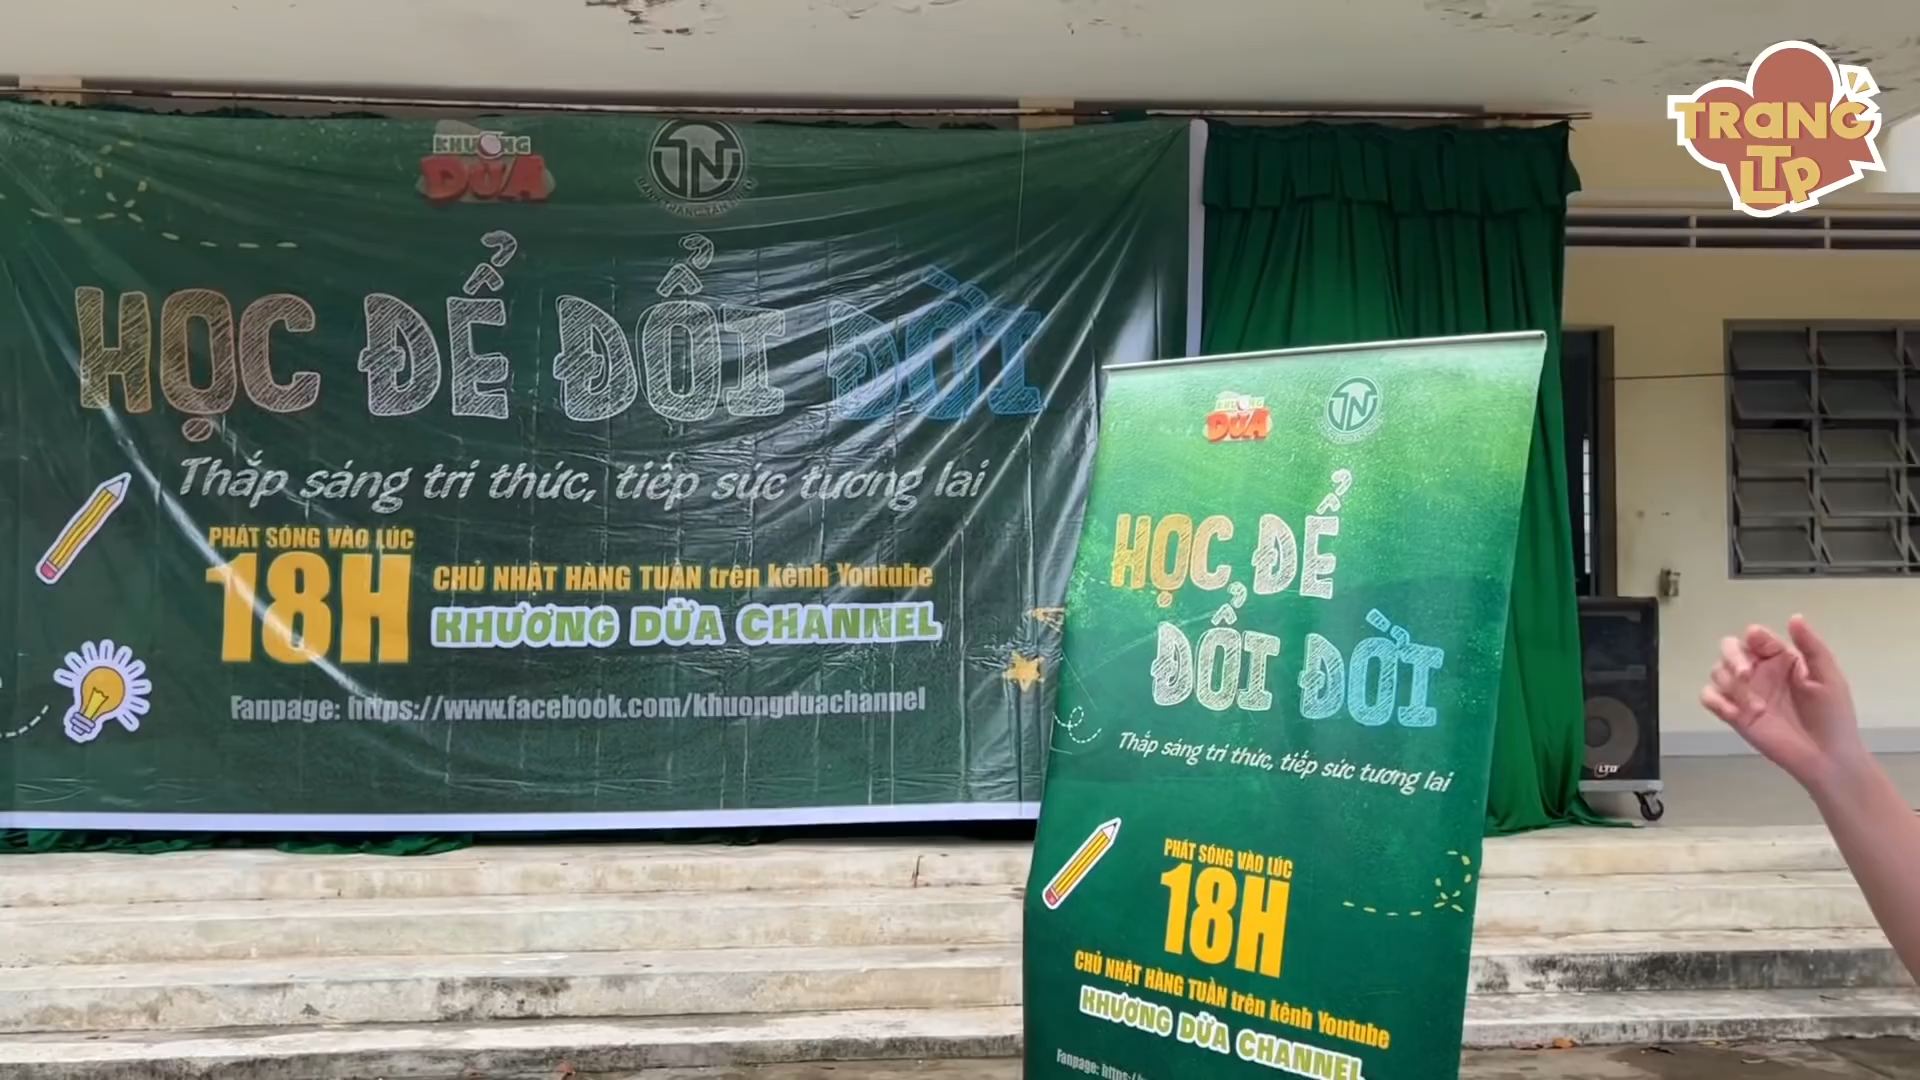 TRANG
LTP
KHƯƠNG
DỪA
TN
HỌC ĐỂ ĐỔI ĐỜI
Thắp sáng tri thức, tiếp sức tương lai
PHÁT SÓNG VÀO LÚC
18H
CHỦ NHẬT HÀNG TUẦN trên kênh Youtube
KHƯƠNG DỪA CHANNEL
Fanpage: https://www.facebook.com/khuongduachannel
KHƯƠNG
DỪA
TN
HỌC ĐỂ
ĐỔI ĐỜI
Thắp sáng tri thức, tiếp sức tương lai
PHÁT SÓNG VÀO LÚC
18H
CHỦ NHẬT HÀNG TUẦN trên kênh Youtube
KHƯƠNG DỪA CHANNEL
Fanpage:
LTD